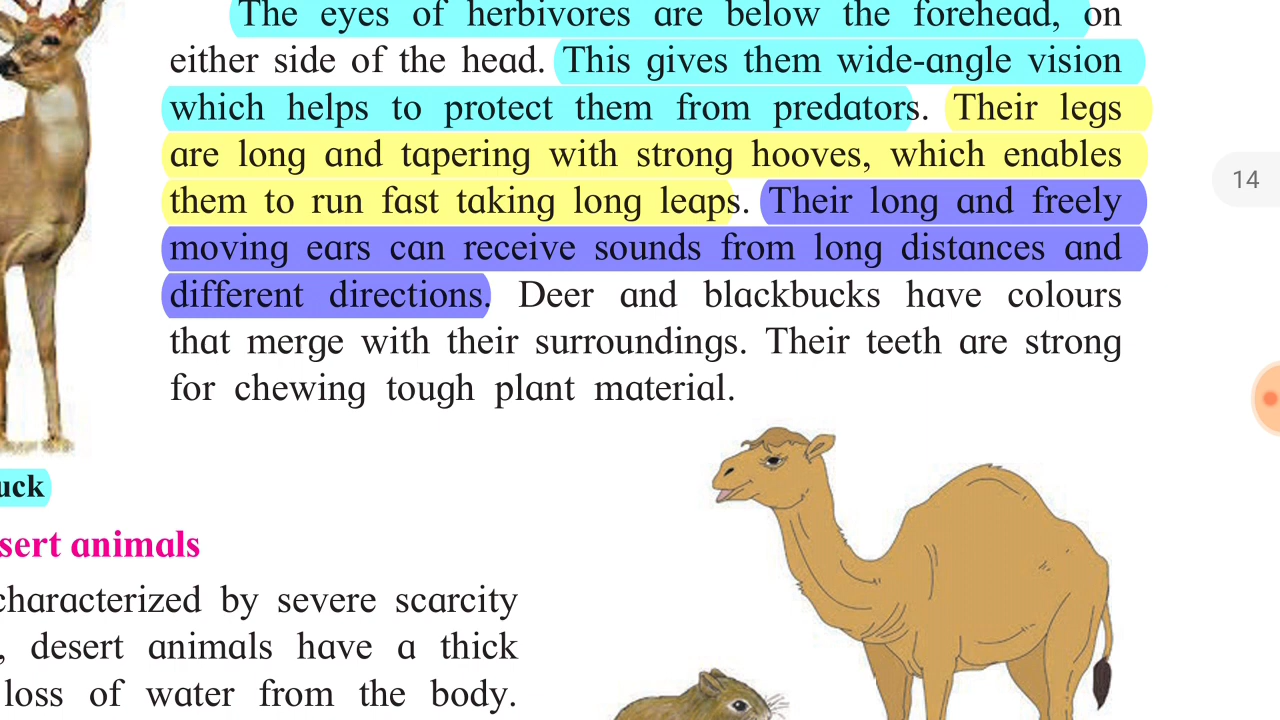 The eyes of herbivores are below the forehead, on
either side of the head. This gives them wide-angle vision
which helps to protect them from predators. Their legs
are long and tapering with strong hooves, which enables
them to run fast taking long leaps. Their long and freely
moving ears can receive sounds from long distances and
different directions. Deer and blackbucks have colours
that merge with their surroundings. Their teeth are strong
for chewing tough plant material.
14
uck
sert animals
characterized by severe scarcity
, desert animals have a thick
loss of water from the body.